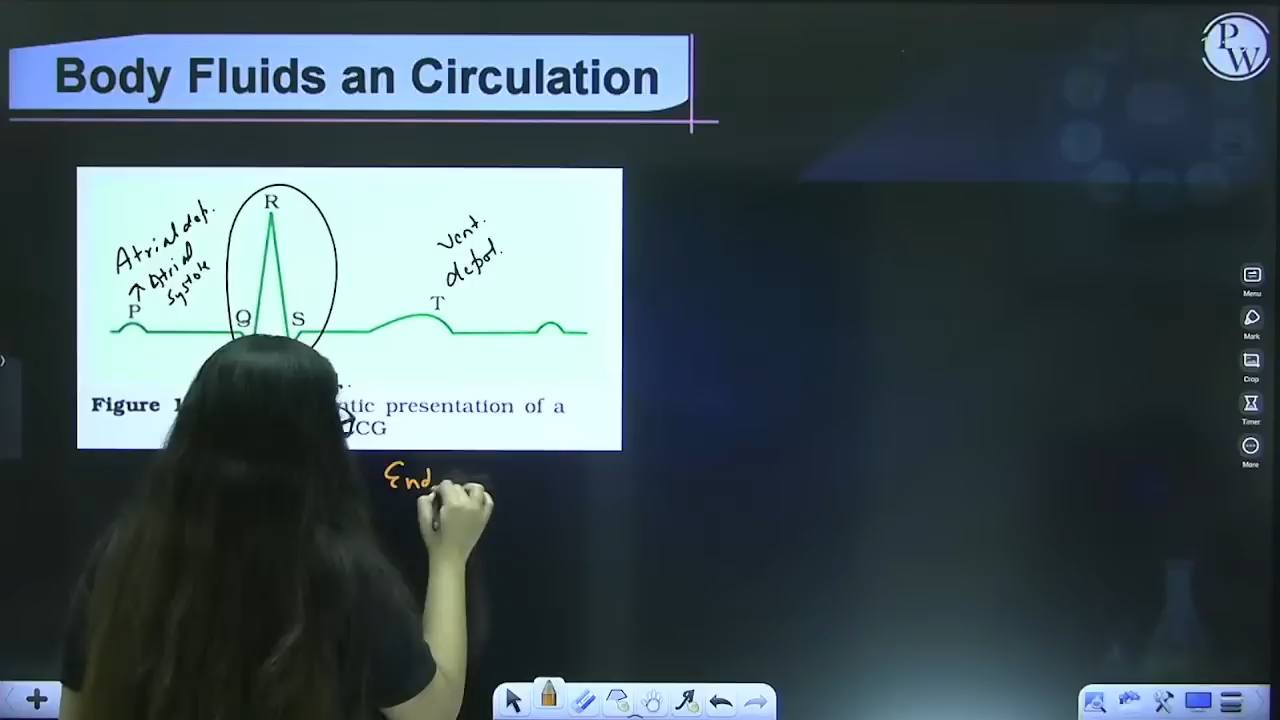 PW
Body Fluids an Circulation
R
Atrial dep.
Atrial
systole
Vent.
depol.
P
Q
S
T
Figure 1
presentation of a
CG
End
Menu
Mark
Crop
Timer
More